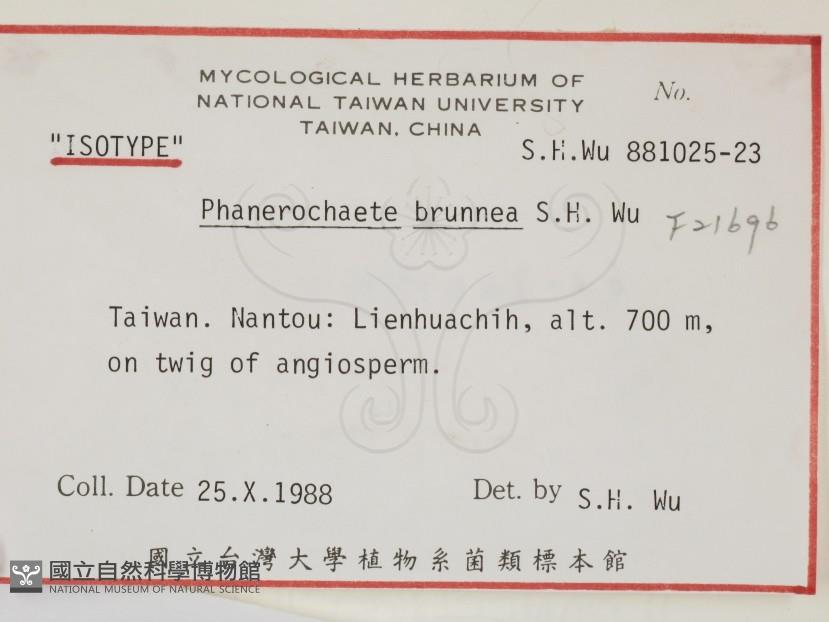 MYCOLOGICAL HERBARIUM OF
NATIONAL TAIWAN UNIVERSITY
TAIWAN, CHINA
No.
"ISOTYPE"
S.H.Wu 881025-23
Phanerochaete brunnea S.H. Wu
F21696
Taiwan. Nantou: Lienhuachih, alt. 700 m,
on twig of angiosperm.
Coll. Date 25.X.1988
Det. by S.H. Wu
國立台灣大學植物系菌類標本館
國立自然科學博物館
NATIONAL MUSEUM OF NATURAL SCIENCE